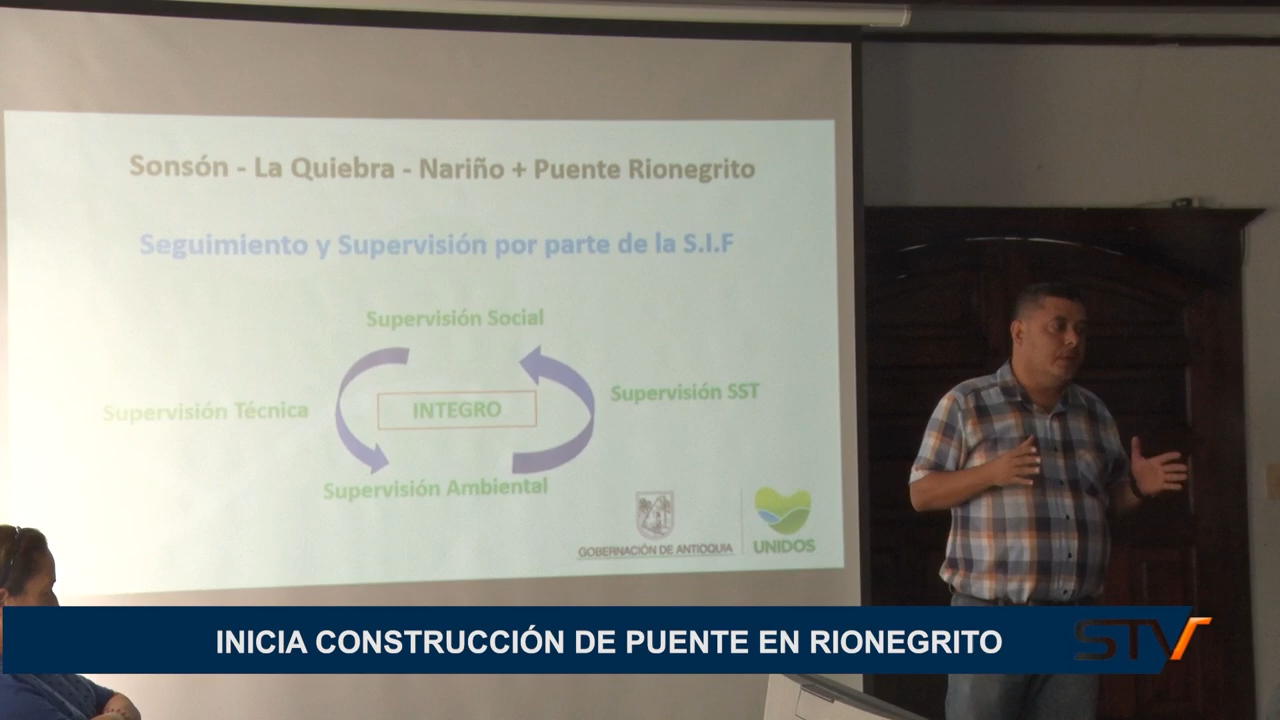 Sonsón - La Quiebra - Nariño + Puente Rionegrito
Seguimiento y Supervisión por parte de la S.I.F
Supervisión Social
Supervisión Técnica
INTEGRO
Supervisión SST
Supervisión Ambiental
GOBERNACIÓN DE ANTIOQUIA
UNIDOS
INICIA CONSTRUCCIÓN DE PUENTE EN RIONEGRITO
STV